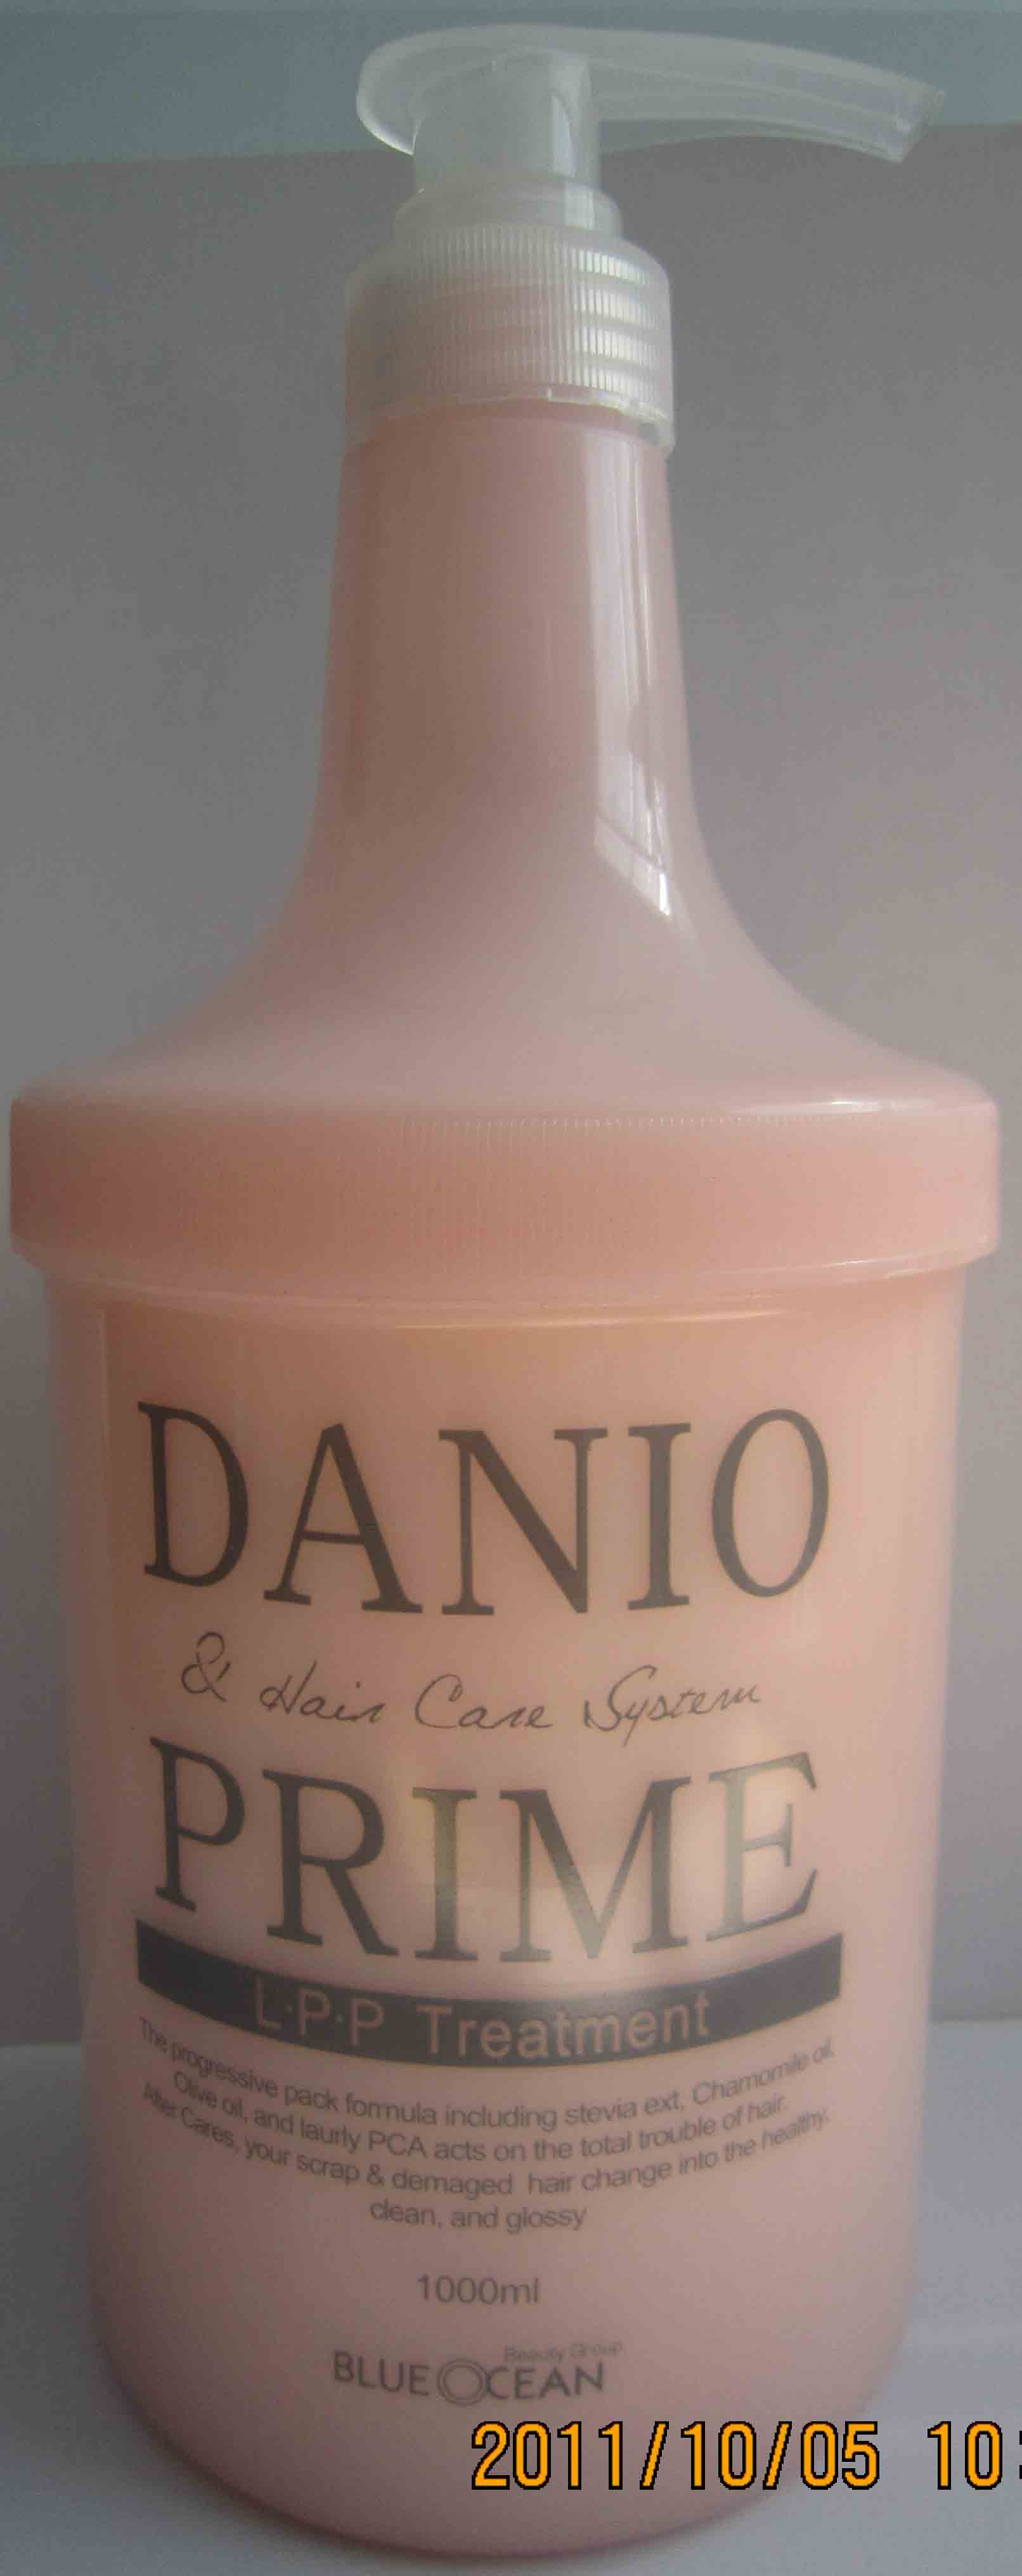 DANIO
& Hair Care System
PRIME
L·P·P Treatment
The progressive pack formula including stevia ext, Chamomile oil,
Olive oil, and laurly PCA acts on the total trouble of hair.
After Cares, your scrap & demaged hair change into the healthy,
clean, and glossy
1000ml
Beauty Group
BLUE OCEAN
2011/10/05 10: